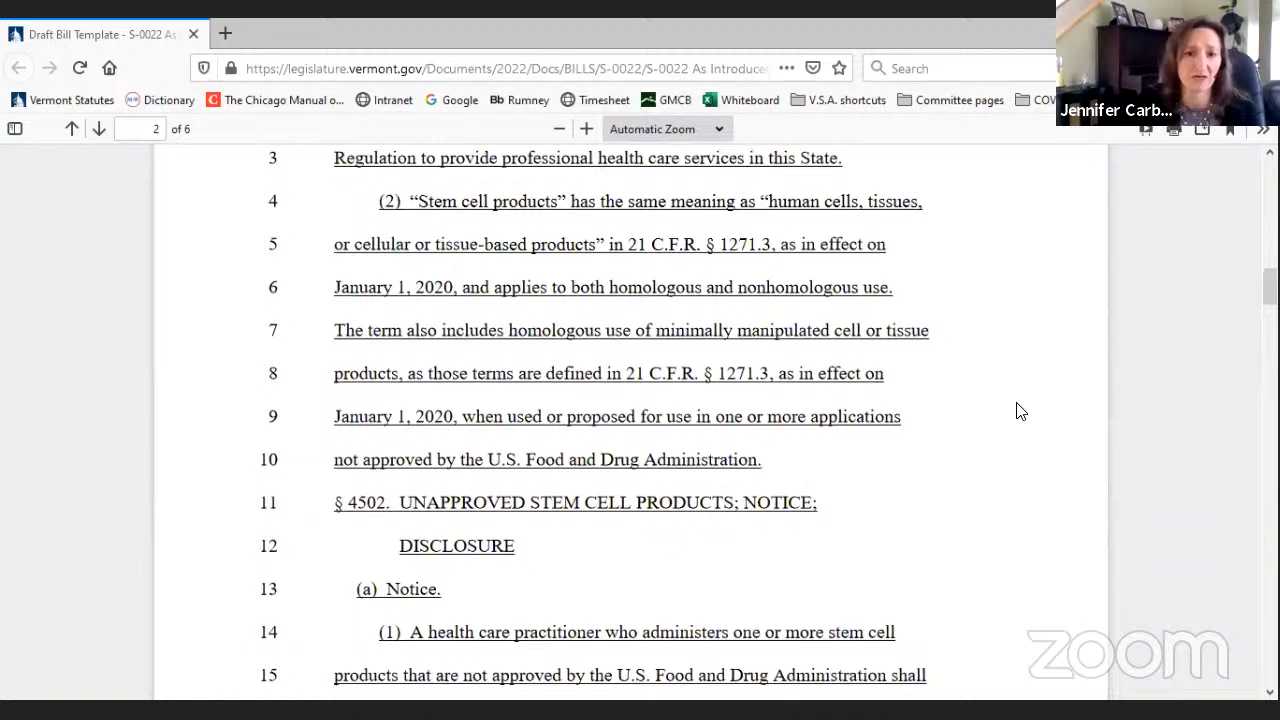 Draft Bill Template - S-0022 As
https://legislature.vermont.gov/Documents/2022/Docs/BILLS/S-0022/S-0022 As Introduce
Search
Vermont Statutes
Dictionary
The Chicago Manual o...
Intranet
Google
Bb Rumney
Timesheet
GMCB
Whiteboard
V.S.A. shortcuts
Committee pages
COV
Jennifer Carb...
2 of 6
Automatic Zoom
3 Regulation to provide professional health care services in this State.
4 (2) “Stem cell products” has the same meaning as “human cells, tissues,
5 or cellular or tissue-based products” in 21 C.F.R. § 1271.3, as in effect on
6 January 1, 2020, and applies to both homologous and nonhomologous use.
7 The term also includes homologous use of minimally manipulated cell or tissue
8 products, as those terms are defined in 21 C.F.R. § 1271.3, as in effect on
9 January 1, 2020, when used or proposed for use in one or more applications
10 not approved by the U.S. Food and Drug Administration.
11 § 4502. UNAPPROVED STEM CELL PRODUCTS; NOTICE;
12 DISCLOSURE
13 (a) Notice.
14 (1) A health care practitioner who administers one or more stem cell
15 products that are not approved by the U.S. Food and Drug Administration shall
zoom